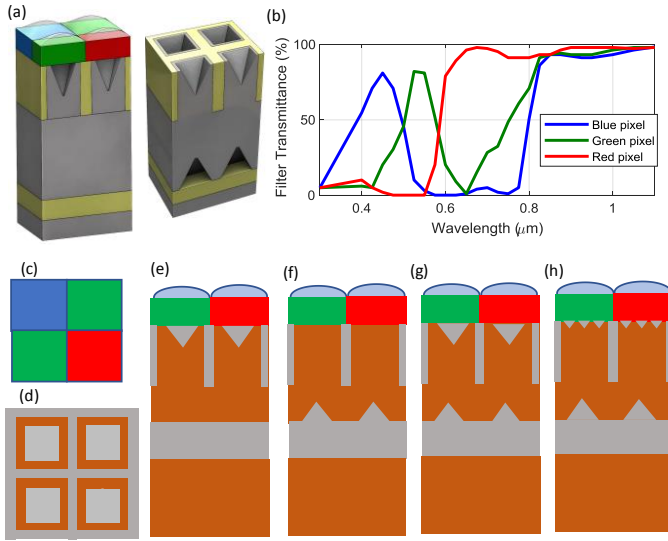 (a)
(b)
Filter Transmittance (%)
100
50
0
0.4
0.6
0.8
1
Wavelength (μm)
Blue pixel
Green pixel
Red pixel
(c)
(d)
(e)
(f)
(g)
(h)